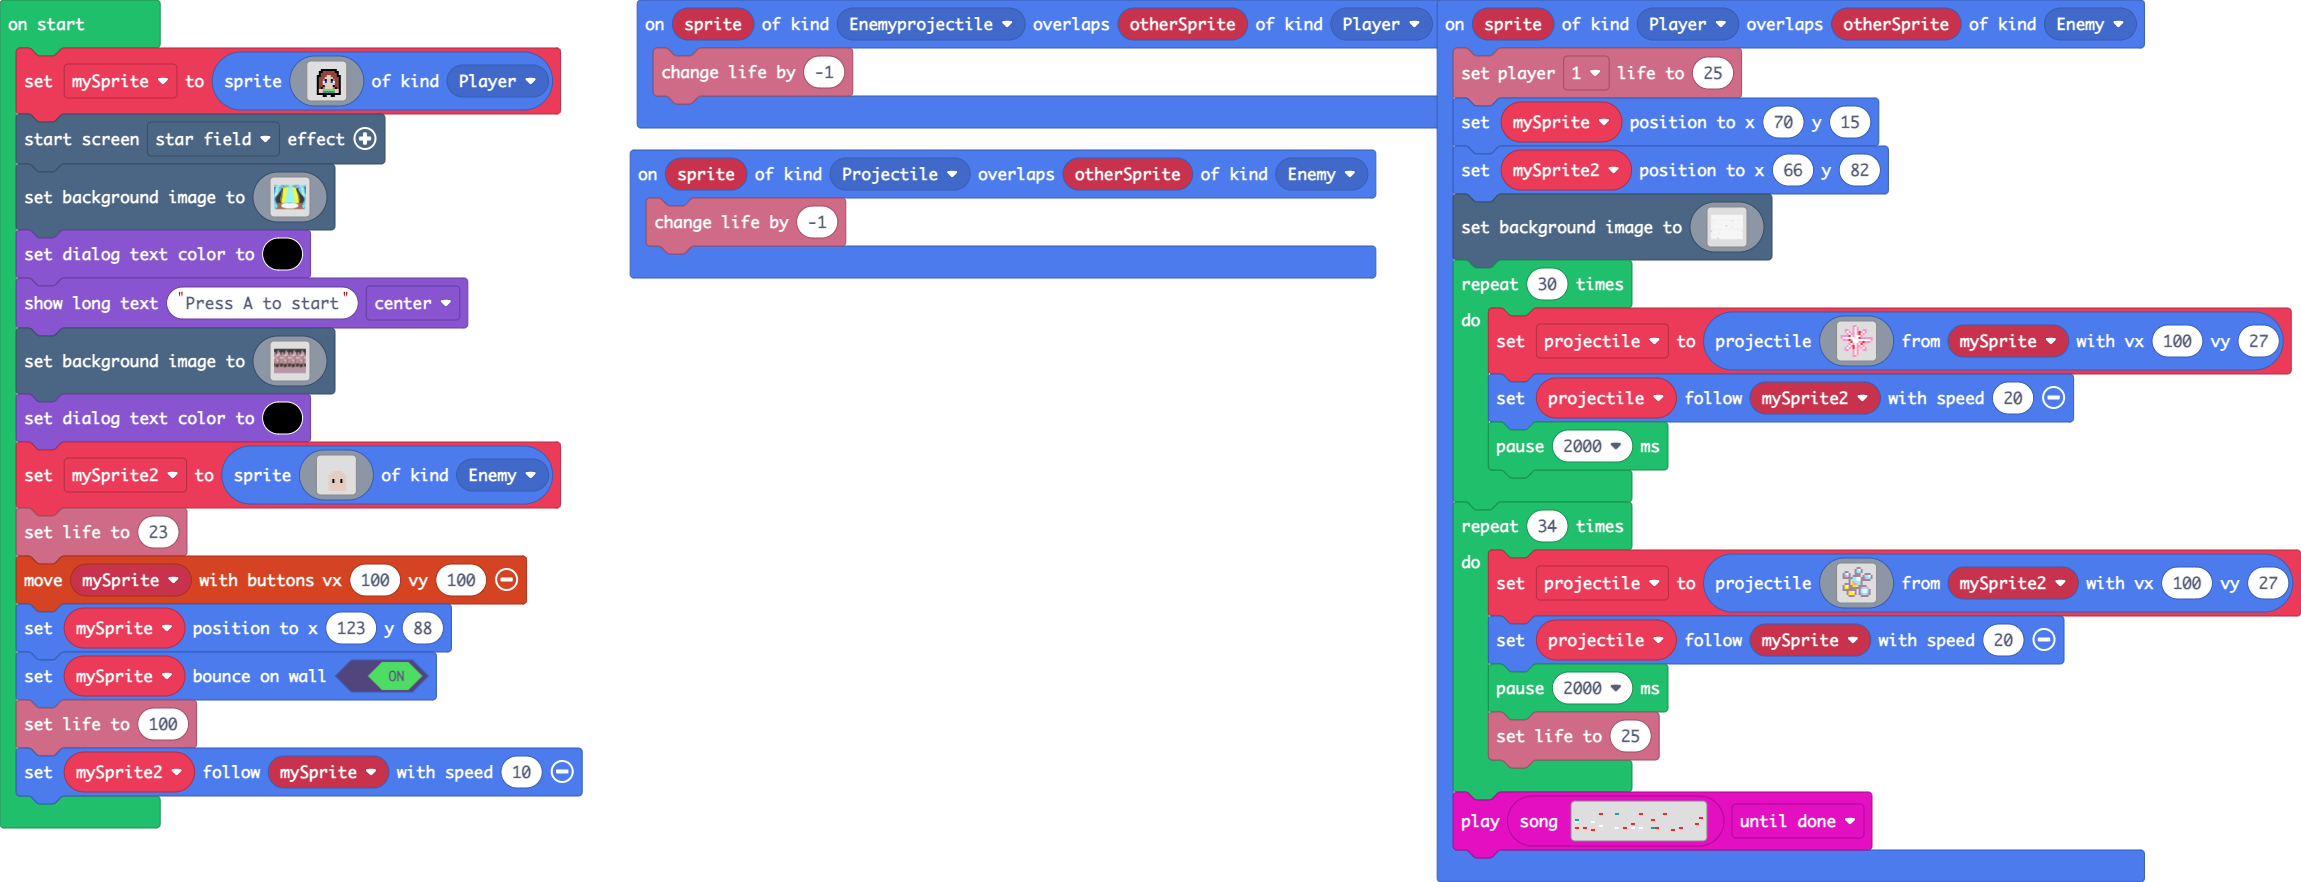 on start
set mySprite to sprite of kind Player
start screen star field effect
set background image to
set dialog text color to
show long text "Press A to start" center
set background image to
set dialog text color to
set mySprite2 to sprite of kind Enemy
set life to 23
move mySprite with buttons vx 100 vy 100
set mySprite position to x 123 y 88
set mySprite bounce on wall ON
set life to 100
set mySprite2 follow mySprite with speed 10
on sprite of kind Enemyprojectile overlaps otherSprite of kind Player
change life by -1
on sprite of kind Projectile overlaps otherSprite of kind Enemy
change life by -1
on sprite of kind Player overlaps otherSprite of kind Enemy
set player 1 life to 25
set mySprite position to x 70 y 15
set mySprite2 position to x 66 y 82
set background image to
repeat 30 times
do
set projectile to projectile from mySprite with vx 100 vy 27
set projectile follow mySprite2 with speed 20
pause 2000 ms
repeat 34 times
do
set projectile to projectile from mySprite2 with vx 100 vy 27
set projectile follow mySprite with speed 20
pause 2000 ms
set life to 25
play song until done